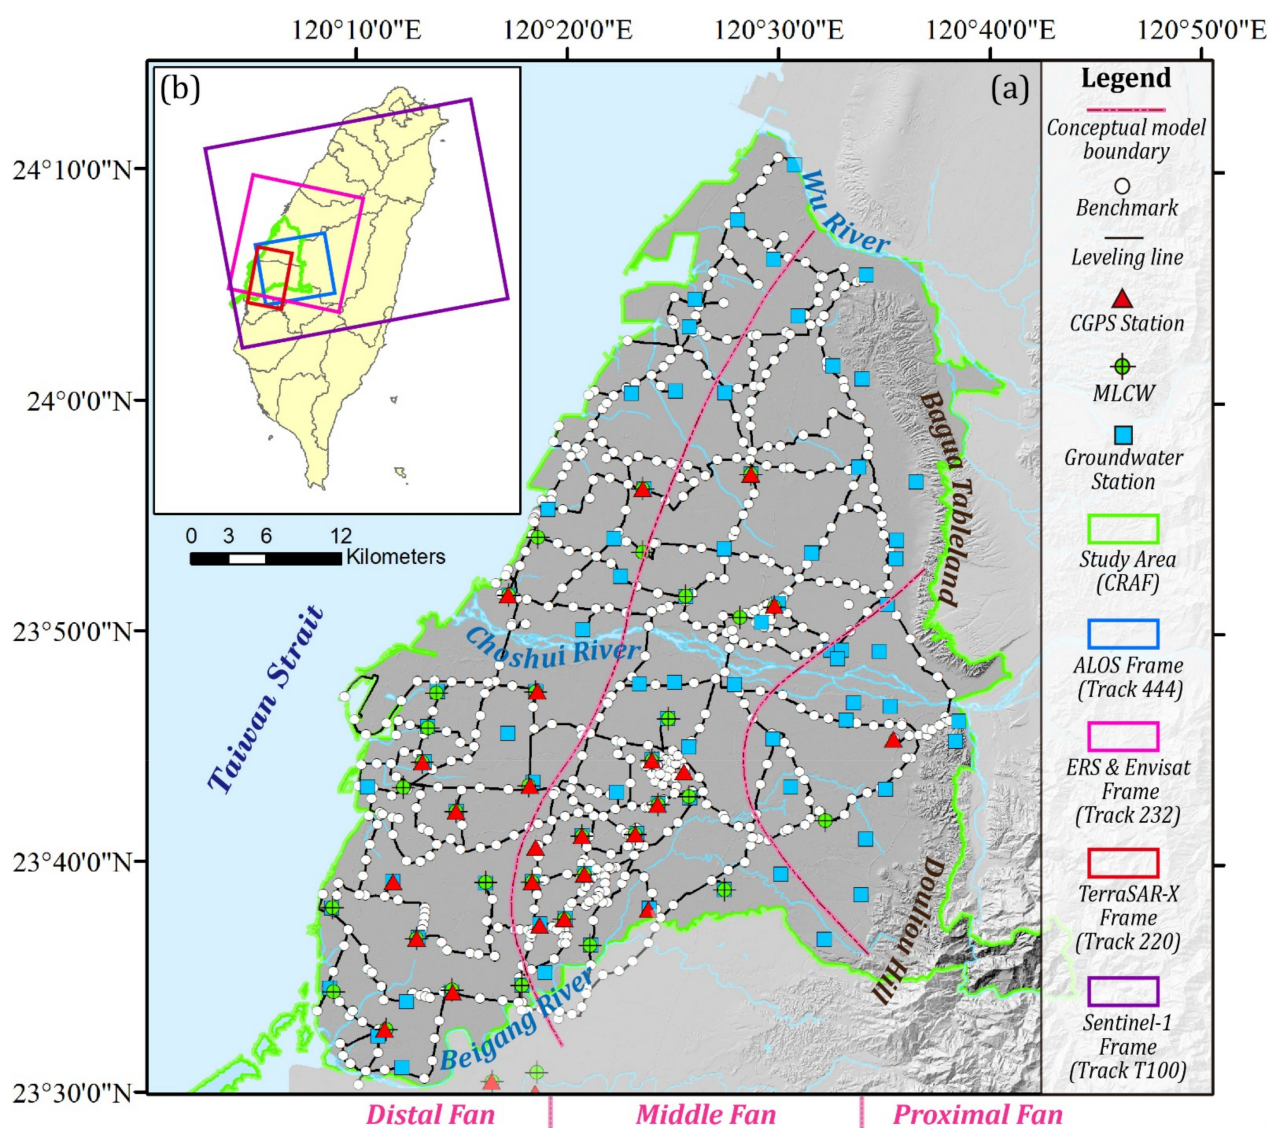 120°10'0"E
120°20'0"E
120°30'0"E
120°40'0"E
120°50'0"E
(b)
(a)
24°10'0"N
24°0'0"N
23°50'0"N
23°40'0"N
23°30'0"N
0 3 6 12
Kilometers
Wu River
Bagua Tableland
Choshui River
Taiwan Strait
Douliou Hill
Beigang River
Legend
Conceptual model
boundary
Benchmark
Leveling line
CGPS Station
MLCW
Groundwater
Station
Study Area
(CRAF)
ALOS Frame
(Track 444)
ERS & Envisat
Frame
(Track 232)
TerraSAR-X
Frame
(Track 220)
Sentinel-1
Frame
(Track T100)
Distal Fan
Middle Fan
Proximal Fan